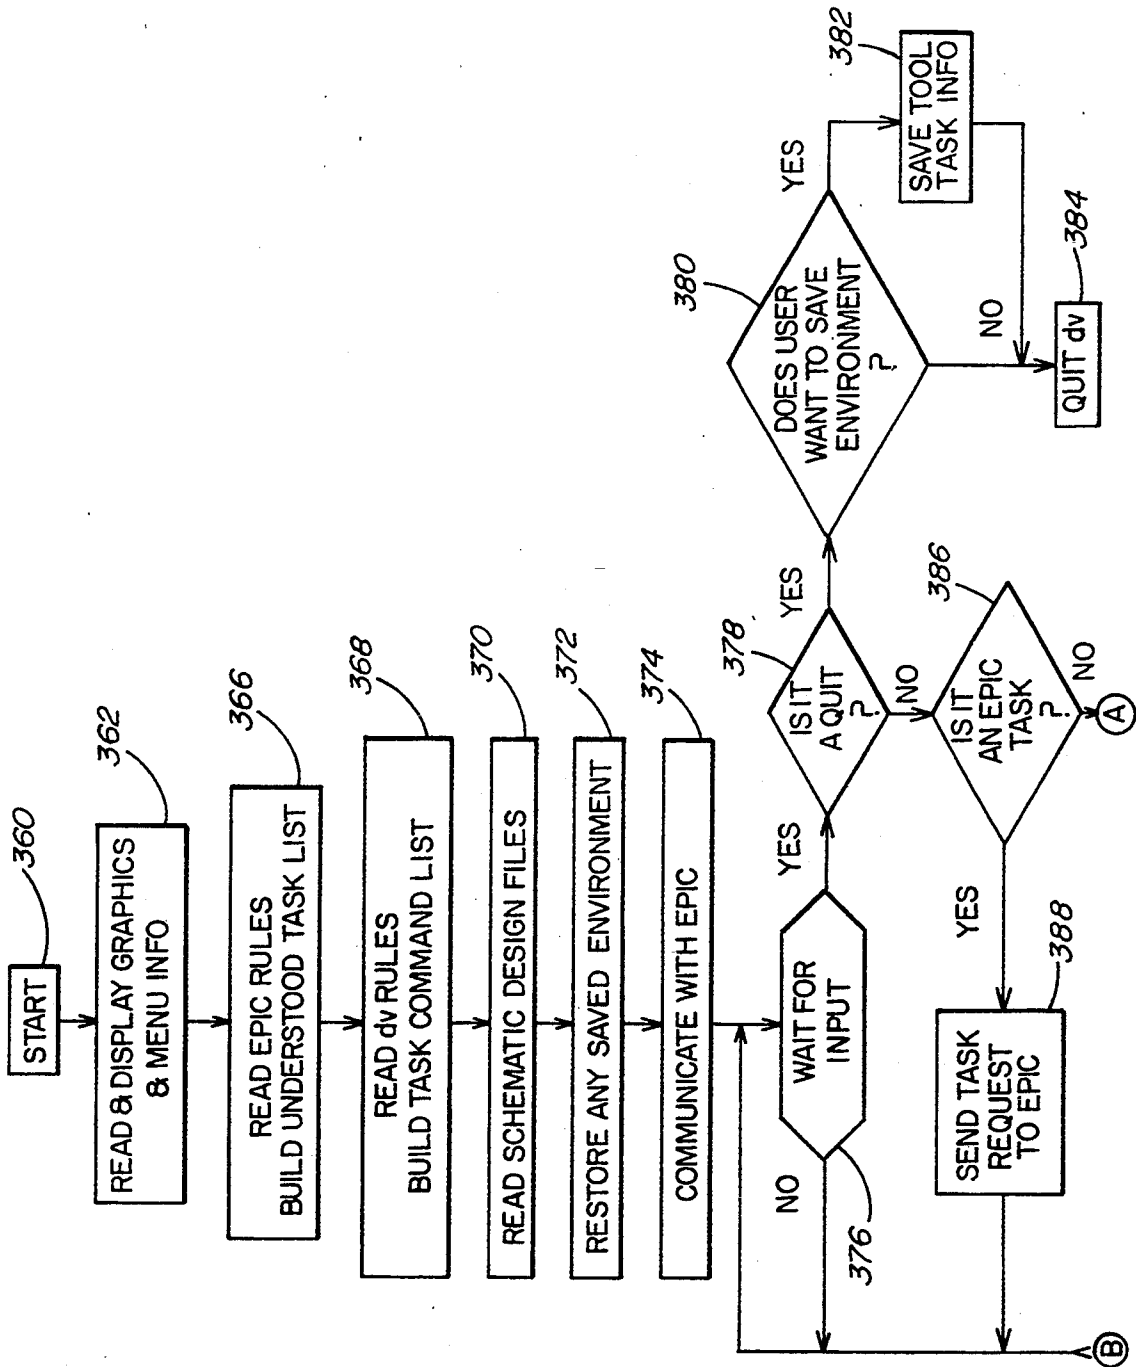 START
360
READ & DISPLAY GRAPHICS
& MENU INFO
362
READ EPIC RULES
BUILD UNDERSTOOD TASK LIST
366
READ dv RULES
BUILD TASK COMMAND LIST
368
READ SCHEMATIC DESIGN FILES
370
RESTORE ANY SAVED ENVIRONMENT
372
COMMUNICATE WITH EPIC
374
NO
WAIT FOR
INPUT
376
YES
IS IT
A QUIT
?
378
YES
DOES USER
WANT TO SAVE
ENVIRONMENT
?
380
YES
SAVE TOOL
TASK INFO
382
NO
QUIT dv
384
NO
IS IT
AN EPIC
TASK
?
386
YES
SEND TASK
REQUEST
TO EPIC
388
NO
A
B